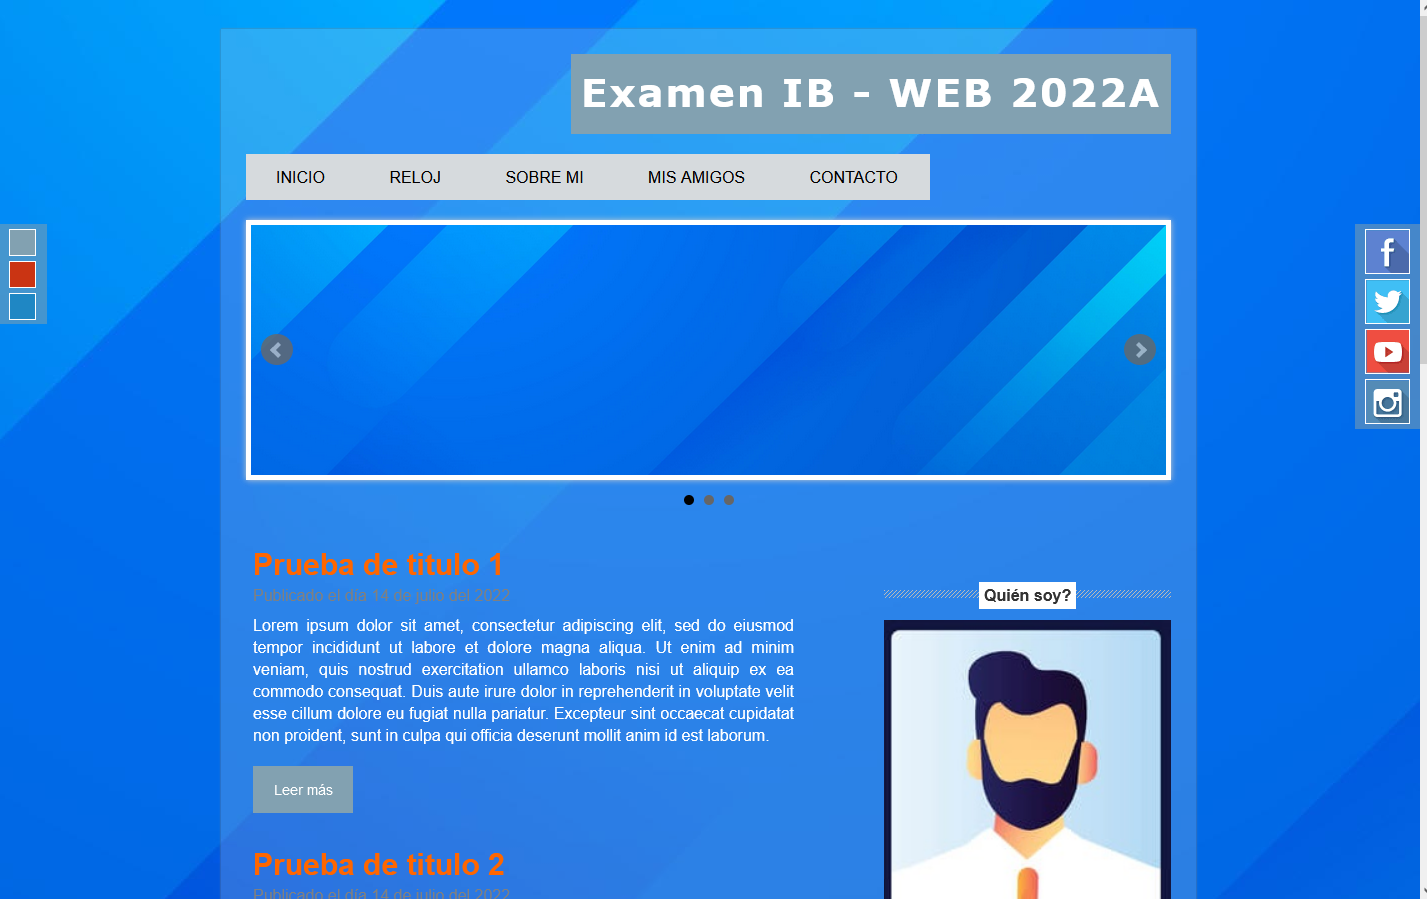 Examen IB - WEB 2022A
INICIO RELOJ SOBRE MI MIS AMIGOS CONTACTO
Prueba de titulo 1
Publicado el día 14 de julio del 2022
Lorem ipsum dolor sit amet, consectetur adipiscing elit, sed do eiusmod
tempor incididunt ut labore et dolore magna aliqua. Ut enim ad minim
veniam, quis nostrud exercitation ullamco laboris nisi ut aliquip ex ea
commodo consequat. Duis aute irure dolor in reprehenderit in voluptate velit
esse cillum dolore eu fugiat nulla pariatur. Excepteur sint occaecat cupidatat
non proident, sunt in culpa qui officia deserunt mollit anim id est laborum.
Leer más
Prueba de titulo 2
Publicado el día 14 de julio del 2022
Quién soy?